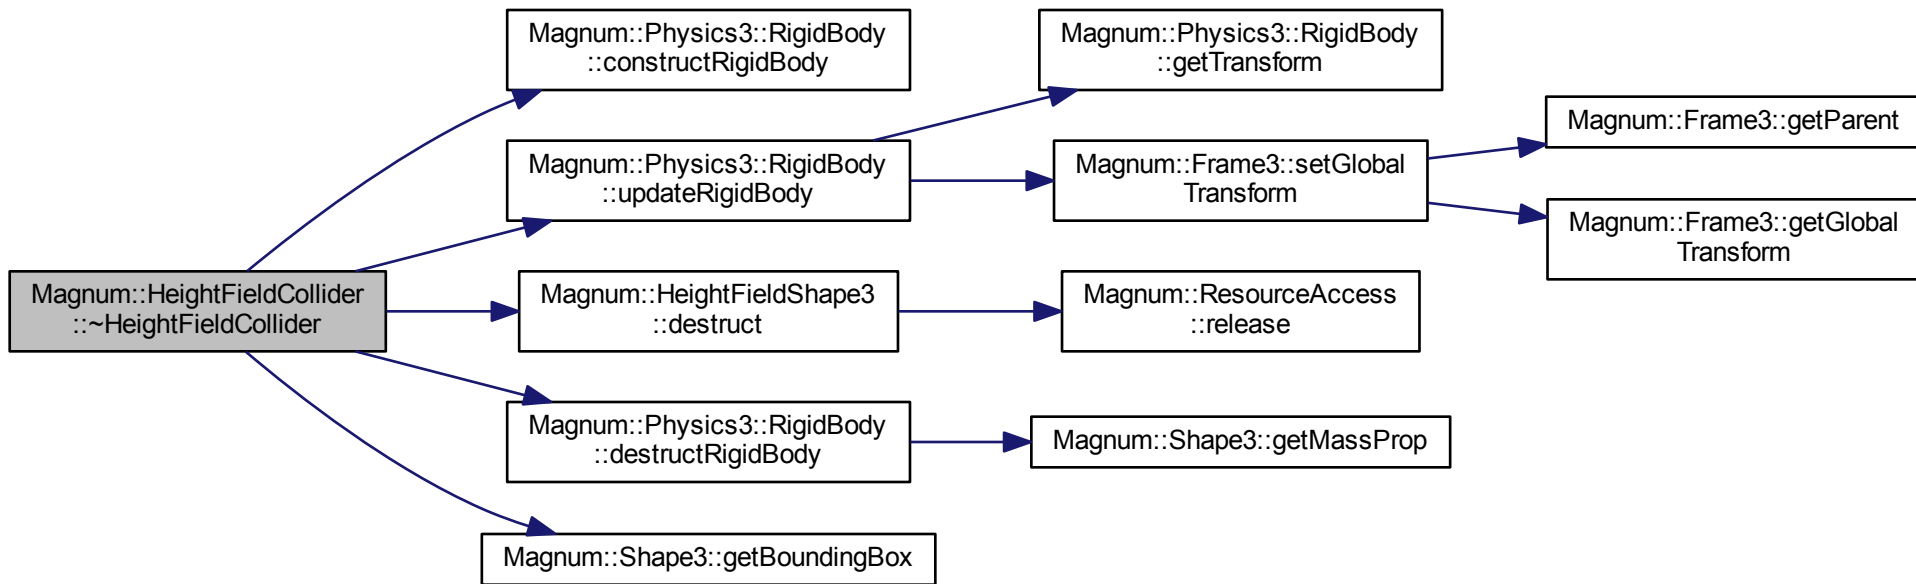 Magnum::Physics3::RigidBody
::constructRigidBody
Magnum::Physics3::RigidBody
::getTransform
Magnum::Frame3::getParent
Magnum::Physics3::RigidBody
::updateRigidBody
Magnum::Frame3::setGlobal
Transform
Magnum::Frame3::getGlobal
Transform
Magnum::HeightFieldCollider
::~HeightFieldCollider
Magnum::HeightFieldShape3
::destruct
Magnum::ResourceAccess
::release
Magnum::Physics3::RigidBody
::destructRigidBody
Magnum::Shape3::getMassProp
Magnum::Shape3::getBoundingBox